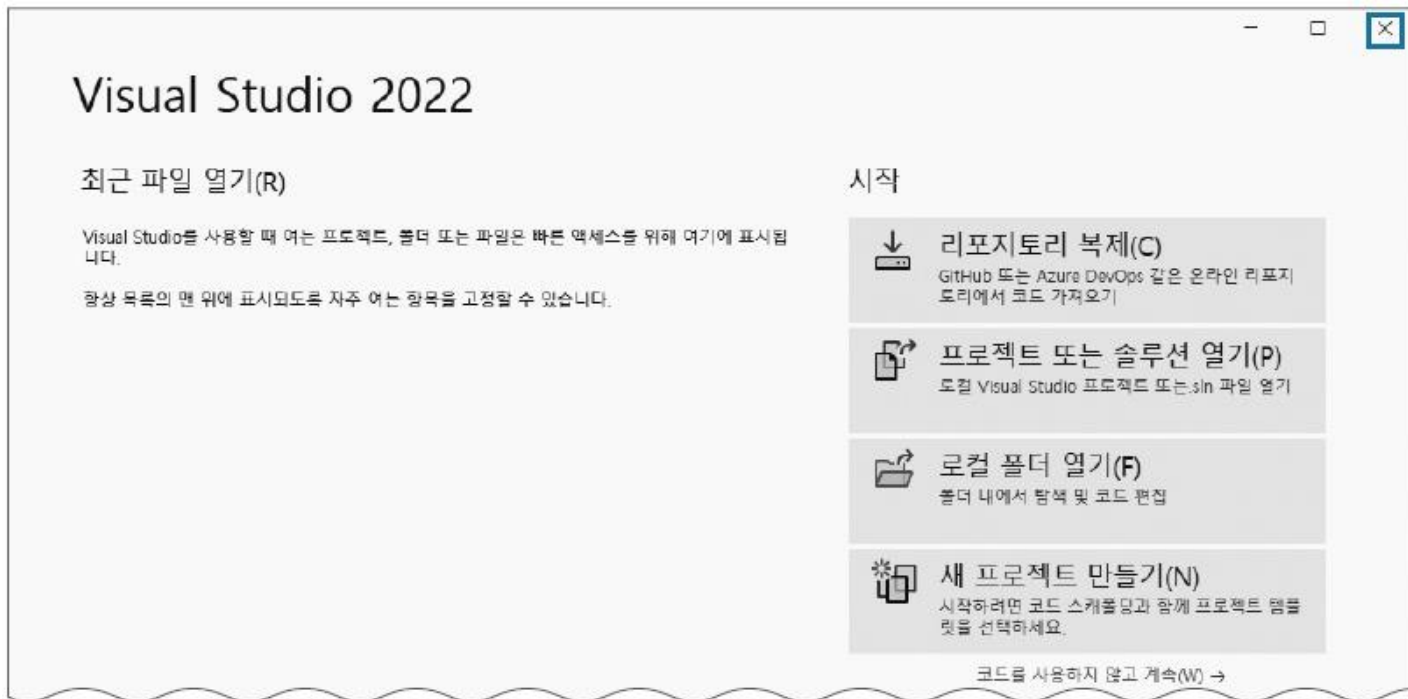 Visual Studio 2022
최근 파일 열기(R)
Visual Studio를 사용할 때 여는 프로젝트, 폴더 또는 파일은 빠른 액세스를 위해 여기에 표시됩
니다.
항상 목록의 맨 위에 표시되도록 자주 여는 항목을 고정할 수 있습니다.
시작
리포지토리 복제(C)
GitHub 또는 Azure DevOps 같은 온라인 리포지
토리에서 코드 가져오기
프로젝트 또는 솔루션 열기(P)
로컬 Visual Studio 프로젝트 또는.sln 파일 열기
로컬 폴더 열기(F)
폴더 내에서 탐색 및 코드 편집
새 프로젝트 만들기(N)
시작하려면 코드 스캐폴딩과 함께 프로젝트 템플
릿을 선택하세요.
코드를 사용하지 않고 계속(W) →